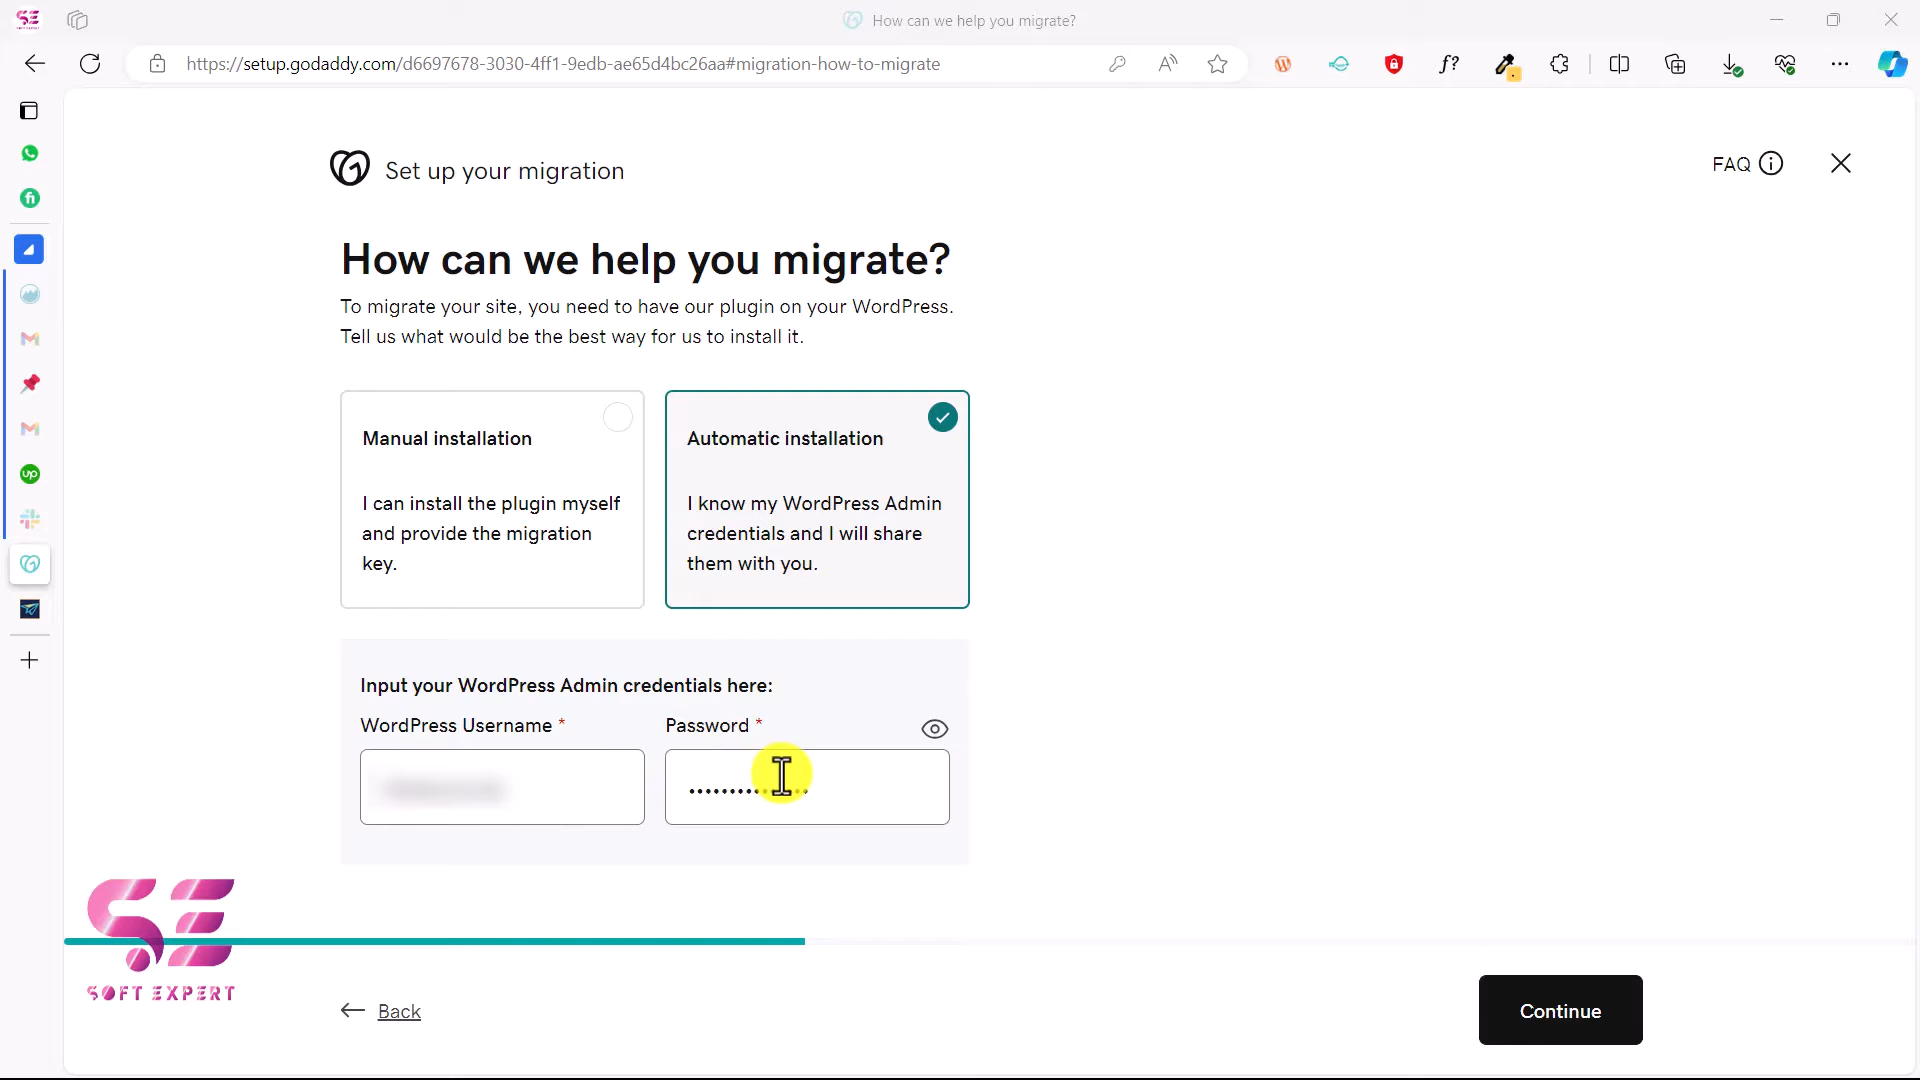 How can we help you migrate?
https://setup.godaddy.com/d6697678-3030-4ff1-9edb-ae65d4bc26aa#migration-how-to-migrate
Set up your migration
FAQ
How can we help you migrate?
To migrate your site, you need to have our plugin on your WordPress.
Tell us what would be the best way for us to install it.
Manual installation
I can install the plugin myself
and provide the migration
key.
Automatic installation
I know my WordPress Admin
credentials and I will share
them with you.
Input your WordPress Admin credentials here:
WordPress Username *
Password *
SE
SOFT EXPERT
Back
Continue